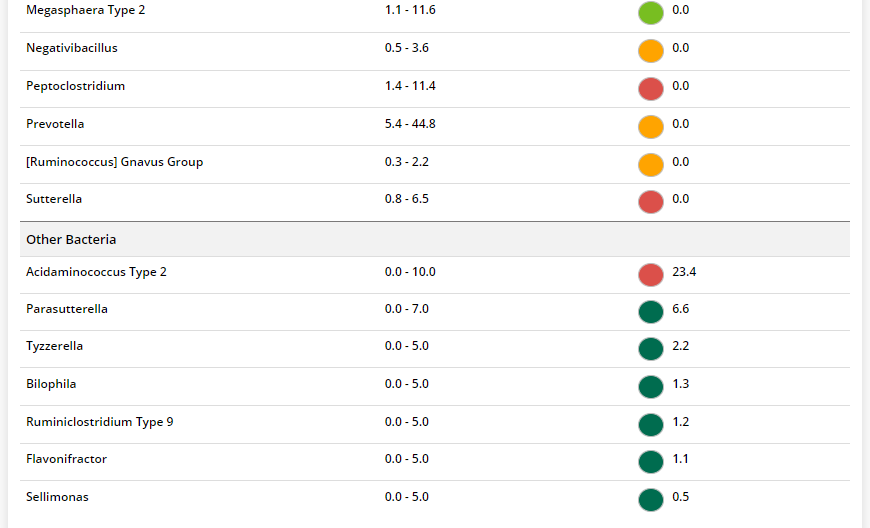 Megasphaera Type 2 1.1 - 11.6 0.0
Negativibacillus 0.5 - 3.6 0.0
Peptoclostridium 1.4 - 11.4 0.0
Prevotella 5.4 - 44.8 0.0
[Ruminococcus] Gnavus Group 0.3 - 2.2 0.0
Sutterella 0.8 - 6.5 0.0
Other Bacteria
Acidaminococcus Type 2 0.0 - 10.0 23.4
Parasutterella 0.0 - 7.0 6.6
Tyzzerella 0.0 - 5.0 2.2
Bilophila 0.0 - 5.0 1.3
Ruminiclostridium Type 9 0.0 - 5.0 1.2
Flavonifractor 0.0 - 5.0 1.1
Sellimonas 0.0 - 5.0 0.5